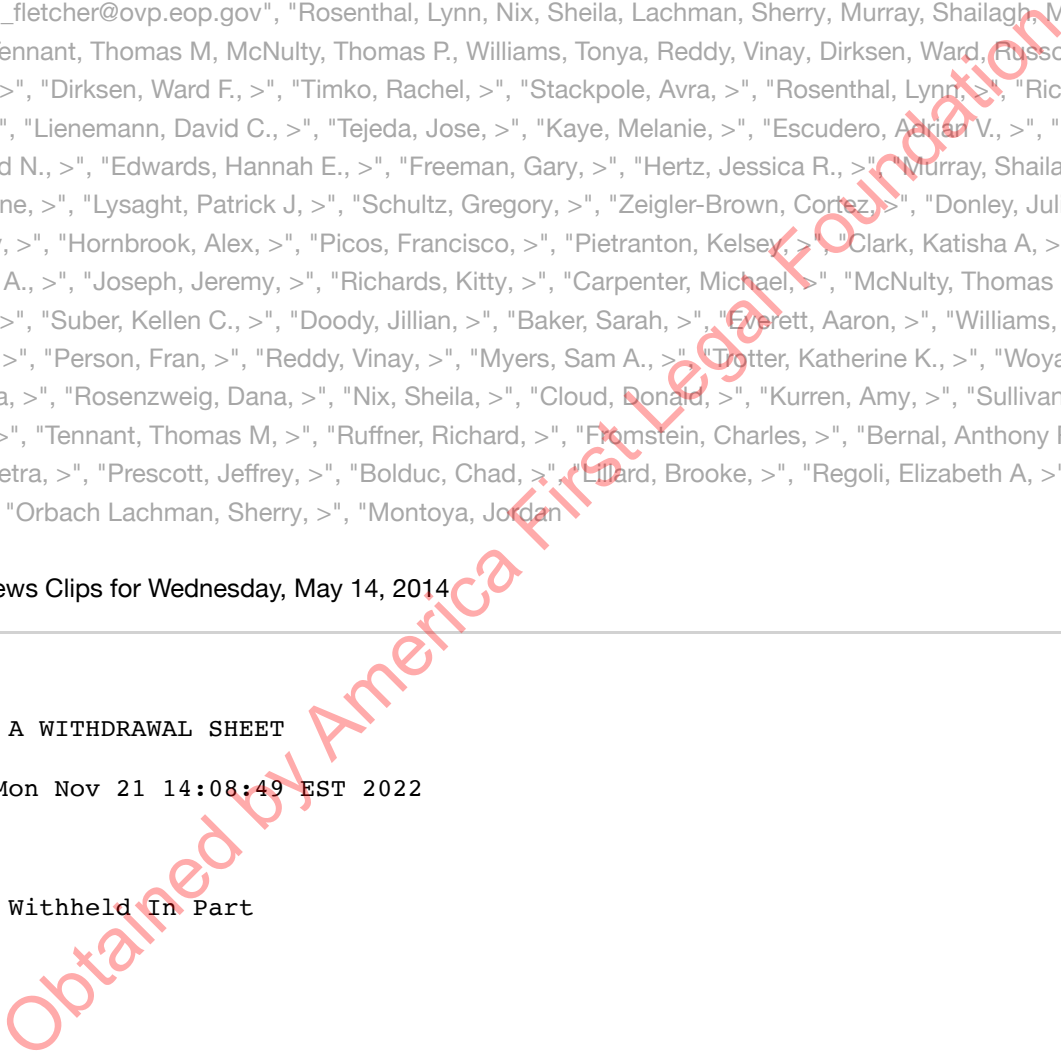 _fletcher@ovp.eop.gov", "Rosenthal, Lynn, Nix, Sheila, Lachman, Sherry, Murray, Shailagh, M
ennant, Thomas M, McNulty, Thomas P., Williams, Tonya, Reddy, Vinay, Dirksen, Ward, Russo
>", "Dirksen, Ward F., >", "Timko, Rachel, >", "Stackpole, Avra, >", "Rosenthal, Lynn, >", "Ric
", "Lienemann, David C., >", "Tejeda, Jose, >", "Kaye, Melanie, >", "Escudero, Adrian V., >", "
d N., >", "Edwards, Hannah E., >", "Freeman, Gary, >", "Hertz, Jessica R., >", "Murray, Shaila
ne, >", "Lysaght, Patrick J, >", "Schultz, Gregory, >", "Zeigler-Brown, Cortez, >", "Donley, Juli
, >", "Hornbrook, Alex, >", "Picos, Francisco, >", "Pietranton, Kelsey, >", "Clark, Katisha A, >
A., >", "Joseph, Jeremy, >", "Richards, Kitty, >", "Carpenter, Michael, >", "McNulty, Thomas
>", "Suber, Kellen C., >", "Doody, Jillian, >", "Baker, Sarah, >", "Everett, Aaron, >", "Williams,
>", "Person, Fran, >", "Reddy, Vinay, >", "Myers, Sam A., >", "Trotter, Katherine K., >", "Woya
a, >", "Rosenzweig, Dana, >", "Nix, Sheila, >", "Cloud, Donald, >", "Kurren, Amy, >", "Sullivan
>", "Tennant, Thomas M, >", "Ruffner, Richard, >", "Fromstein, Charles, >", "Bernal, Anthony
etra, >", "Prescott, Jeffrey, >", "Bolduc, Chad, >", "Lillard, Brooke, >", "Regoli, Elizabeth A, >"
"Orbach Lachman, Sherry, >", "Montoya, Jordan
ews Clips for Wednesday, May 14, 2014
A WITHDRAWAL SHEET
Mon Nov 21 14:08:49 EST 2022
Withheld In Part
Obtained by America First Legal Foundation